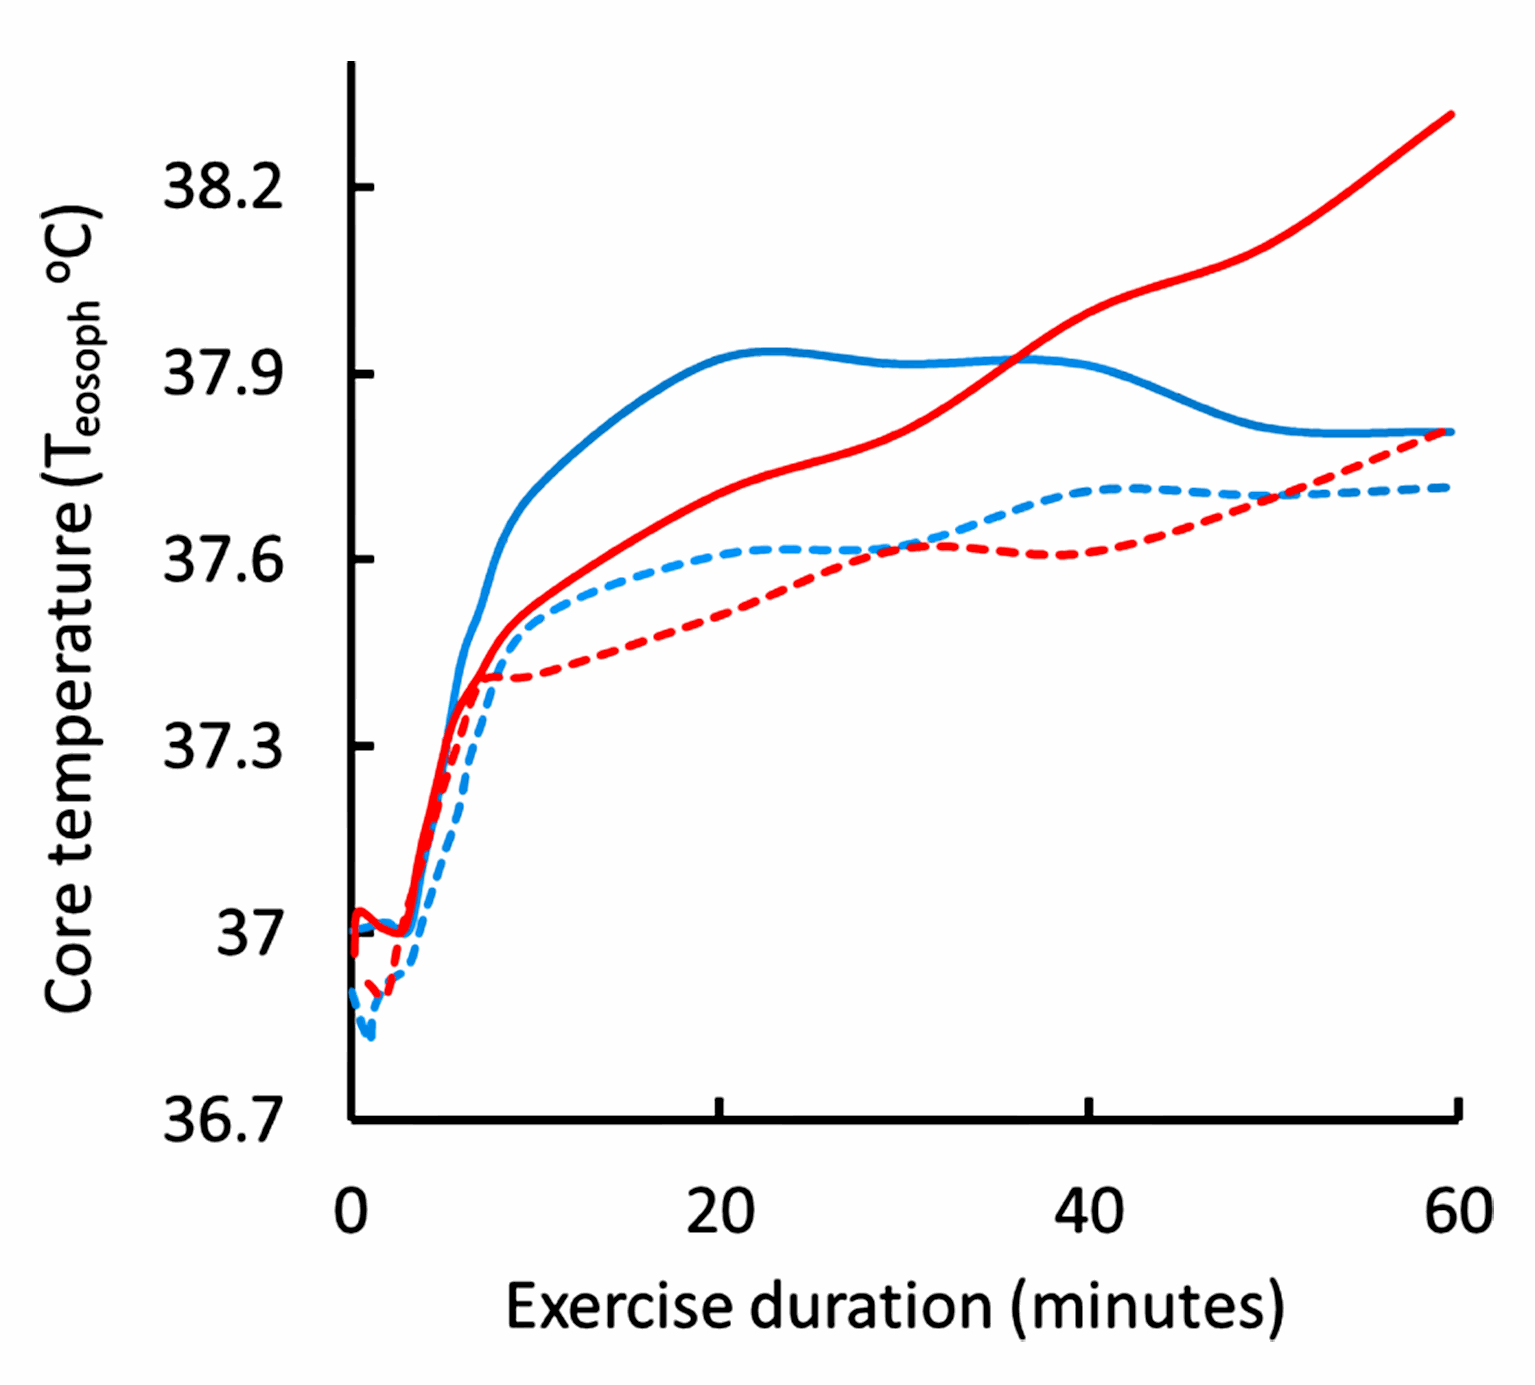 Core temperature (Teosoph ºC)
38.2
37.9
37.6
37.3
37
36.7
0 20 40 60
Exercise duration (minutes)